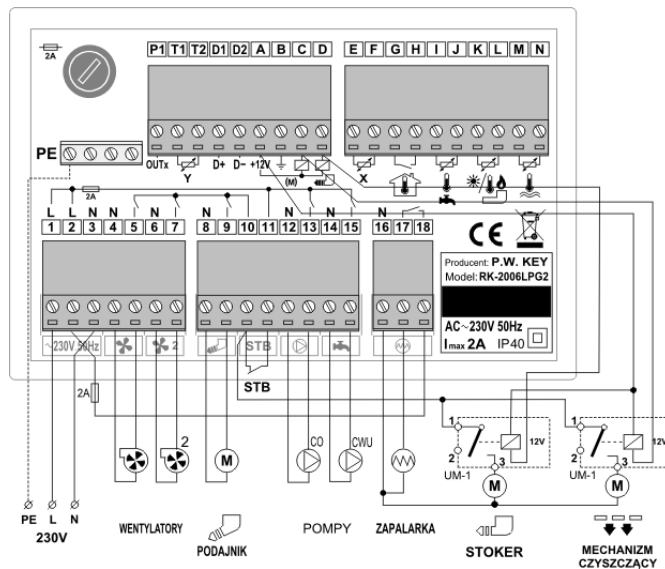 2A
P1 T1 T2 D1 D2 A B C D
E F G H I J K L M N
PE
OUTx
Y
D+ D− +12V
(M)
X
2A
L L N N N N
1 2 3 4 5 6 7
N N N
8 9 10 11 12 13 14 15
N
16 17 18
CE
Producent: P.W. KEY
Model: RK-2006LPG2
AC~230V 50Hz
Imax 2A IP40
~230V 50Hz
2
STB
STB
2A
2
M
CO
CWU
1
2
3
12V
UM-1
M
1
2
3
12V
UM-1
M
PE L N
230V
WENTYLATORY
PODAJNIK
POMPY
ZAPALARKA
STOKER
MECHANIZM
CZYSZCZĄCY